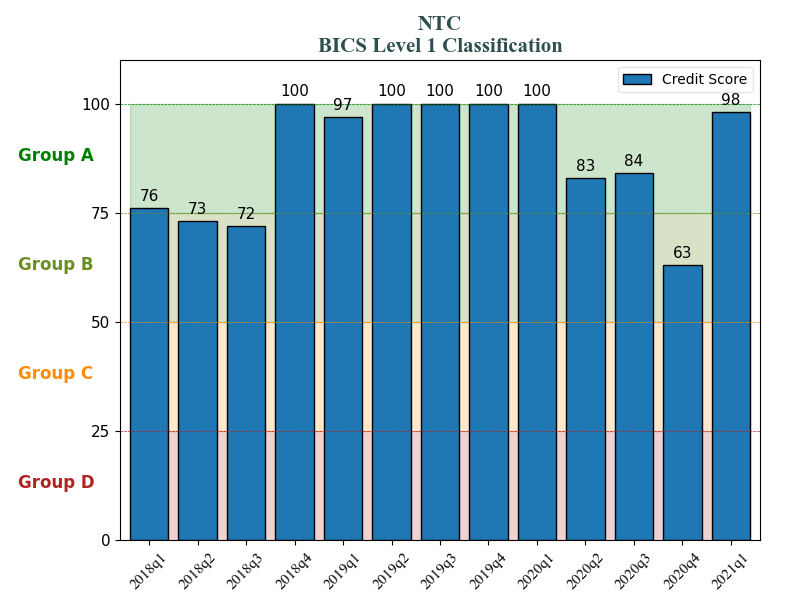 NTC
BICS Level 1 Classification
Credit Score
100
97
100
100
100
100
98
76
73
72
83
84
63
100
75
50
25
0
Group A
Group B
Group C
Group D
2018q1
2018q2
2018q3
2018q4
2019q1
2019q2
2019q3
2019q4
2020q1
2020q2
2020q3
2020q4
2021q1